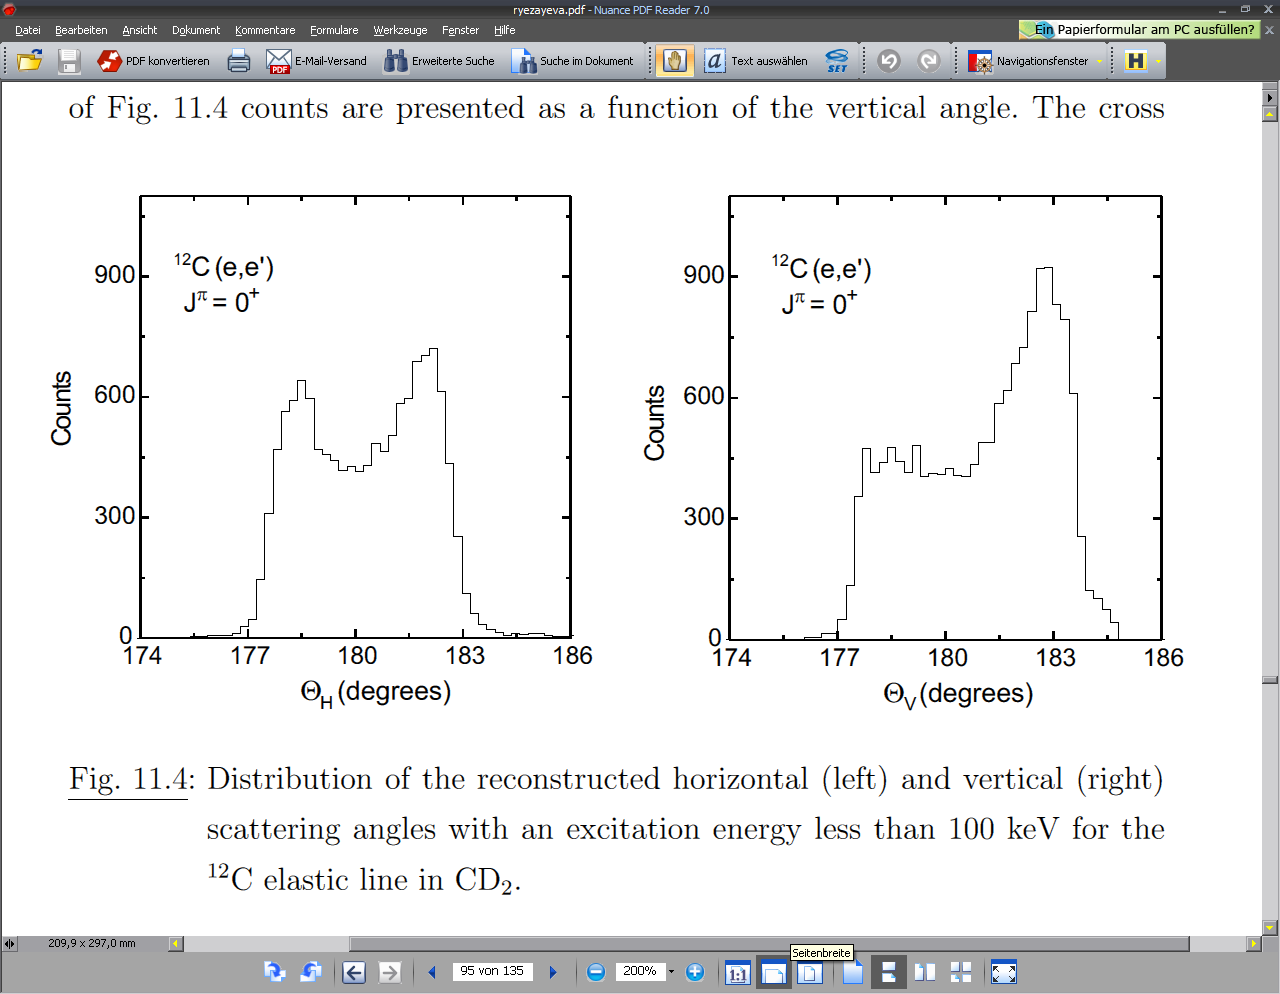 ryezayeva.pdf - Nuance PDF Reader 7.0
Datei Bearbeiten Ansicht Dokument Kommentare Formulare Werkzeuge Fenster Hilfe
Ein Papierformular am PC ausfüllen?
PDF konvertieren E-Mail-Versand Erweiterte Suche Suche im Dokument Text auswählen SET Navigationsfenster H
of Fig. 11.4 counts are presented as a function of the vertical angle. The cross
¹²C (e,e')
Jπ = 0⁺
900
600
300
0
Counts
174 177 180 183 186
ΘH (degrees)
¹²C (e,e')
Jπ = 0⁺
900
600
300
0
Counts
174 177 180 183 186
ΘV (degrees)
Fig. 11.4: Distribution of the reconstructed horizontal (left) and vertical (right)
scattering angles with an excitation energy less than 100 keV for the
¹²C elastic line in CD₂.
209,9 x 297,0 mm
Seitenbreite
95 von 135 200% 1:1